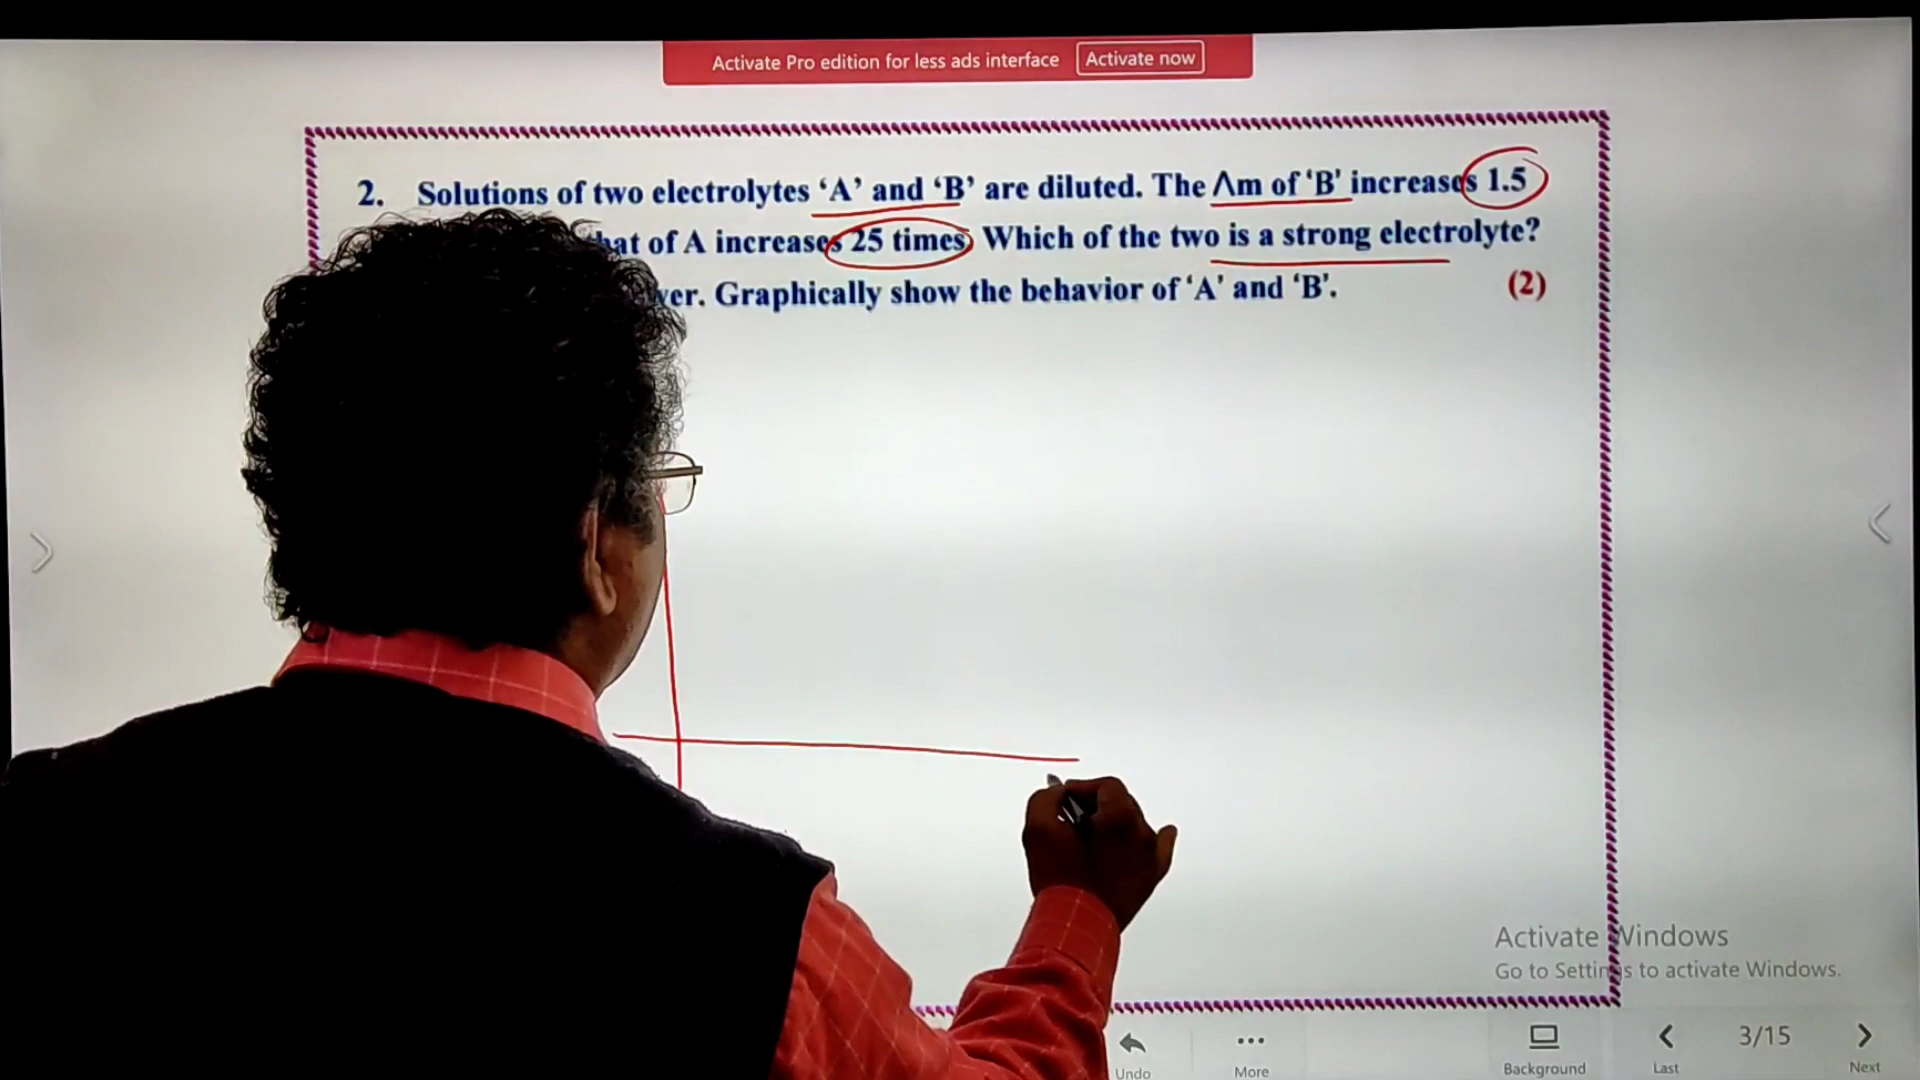 Activate Pro edition for less ads interface Activate now
2. Solutions of two electrolytes ‘A’ and ‘B’ are diluted. The Λm of ‘B’ increases 1.5
of A increases 25 times. Which of the two is a strong electrolyte?
Graphically show the behavior of ‘A’ and ‘B’. (2)
Activate Windows
Go to Settings to activate Windows.
3/15
Undo More Background Last Next